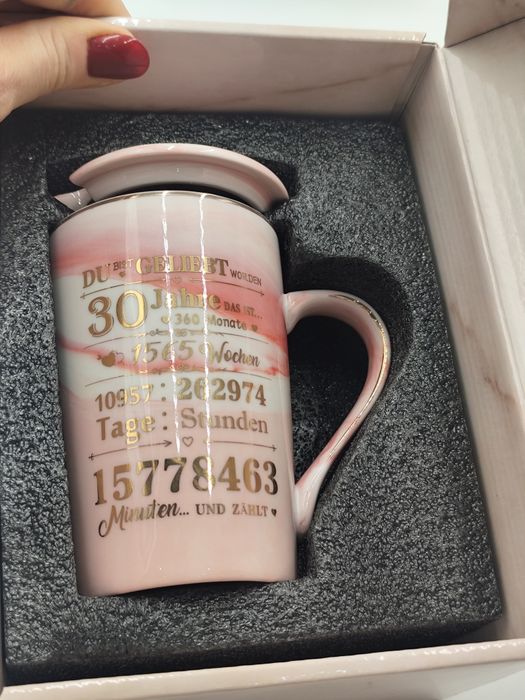 DU BIST GELIEBT WORDEN
30 Jahre DAS IST...
360 Monate
1565 Wochen
10957 : 262974
Tage : Stunden
15778463
Minuten... UND ZÄHLT